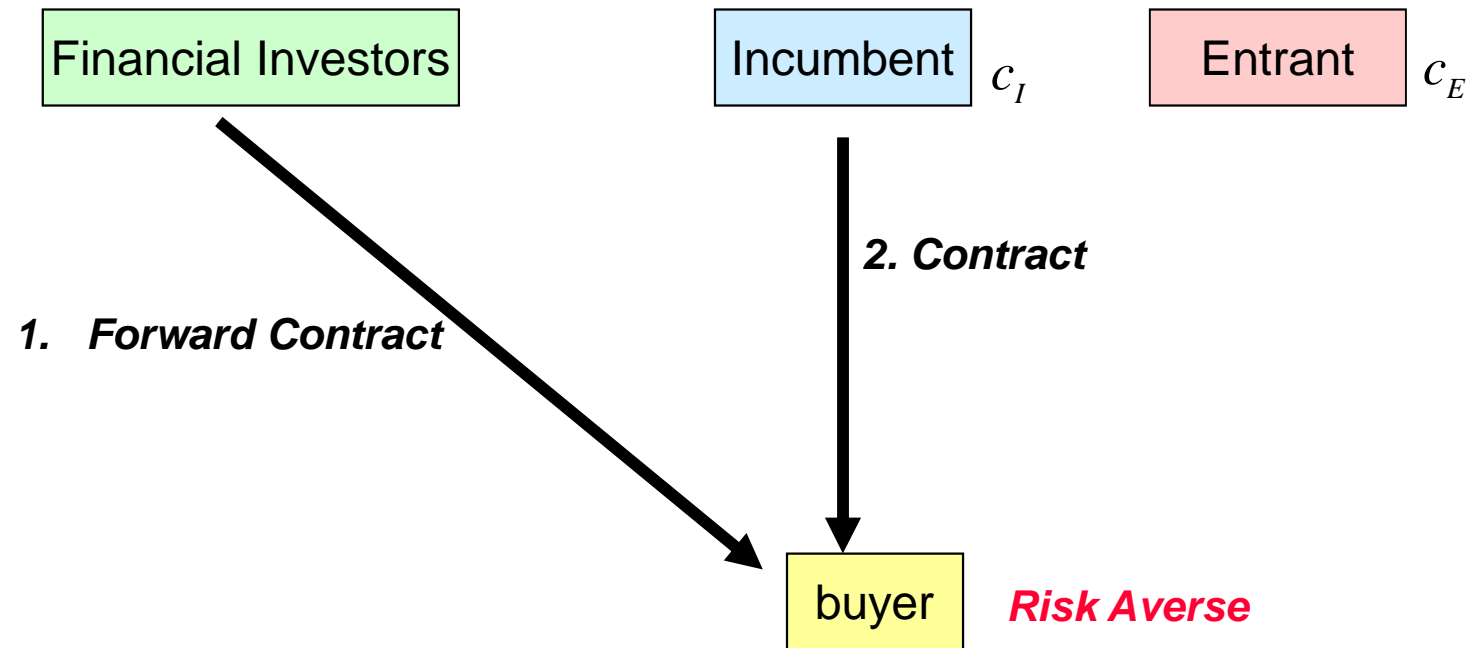 Financial Investors
Incumbent
c_I
Entrant
c_E
2. Contract
1. Forward Contract
buyer
Risk Averse